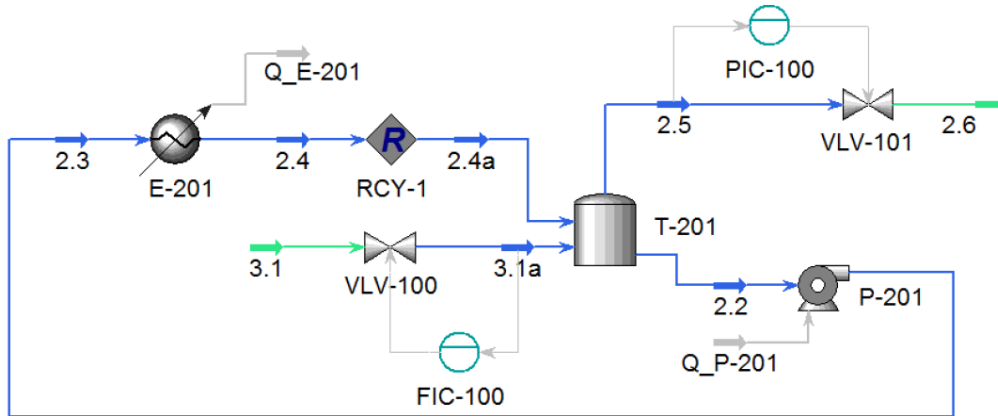 Q_E-201
PIC-100
2.3
2.4
R
2.4a
2.5
VLV-101
2.6
E-201
RCY-1
T-201
3.1
VLV-100
3.1a
2.2
P-201
FIC-100
Q_P-201